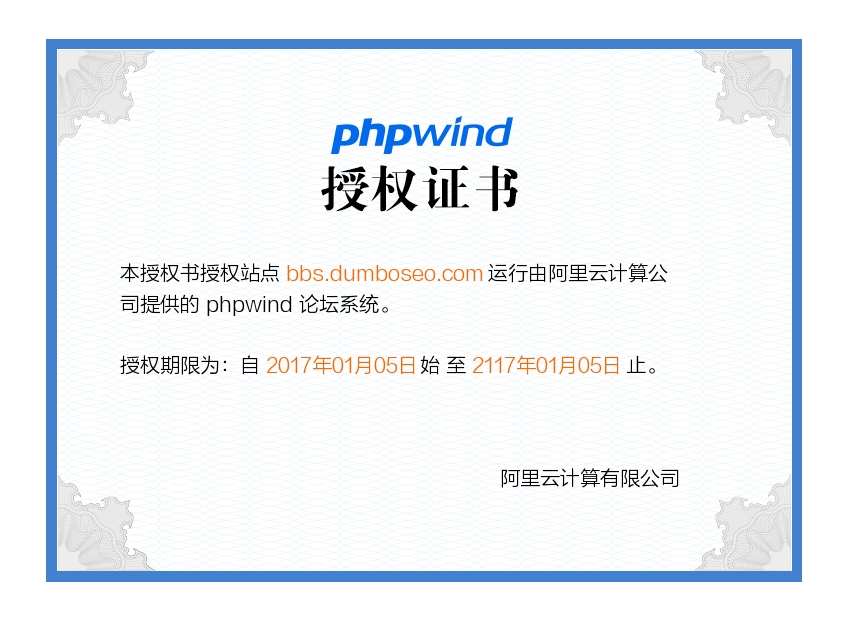 phpwind
授权证书
本授权书授权站点 bbs.dumboseo.com 运行由阿里云计算公
司提供的 phpwind 论坛系统。
授权期限为：自 2017年01月05日始 至 2117年01月05日 止。
阿里云计算有限公司